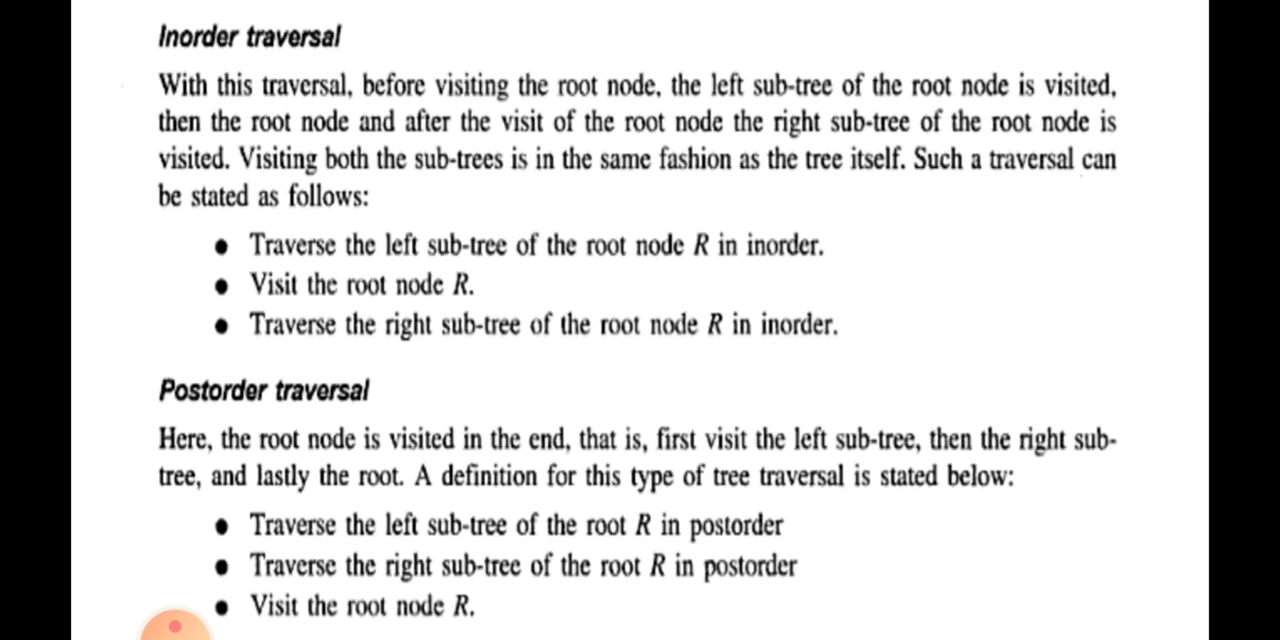 Inorder traversal
With this traversal, before visiting the root node, the left sub-tree of the root node is visited,
then the root node and after the visit of the root node the right sub-tree of the root node is
visited. Visiting both the sub-trees is in the same fashion as the tree itself. Such a traversal can
be stated as follows:
● Traverse the left sub-tree of the root node R in inorder.
● Visit the root node R.
● Traverse the right sub-tree of the root node R in inorder.
Postorder traversal
Here, the root node is visited in the end, that is, first visit the left sub-tree, then the right sub-
tree, and lastly the root. A definition for this type of tree traversal is stated below:
● Traverse the left sub-tree of the root R in postorder
● Traverse the right sub-tree of the root R in postorder
● Visit the root node R.